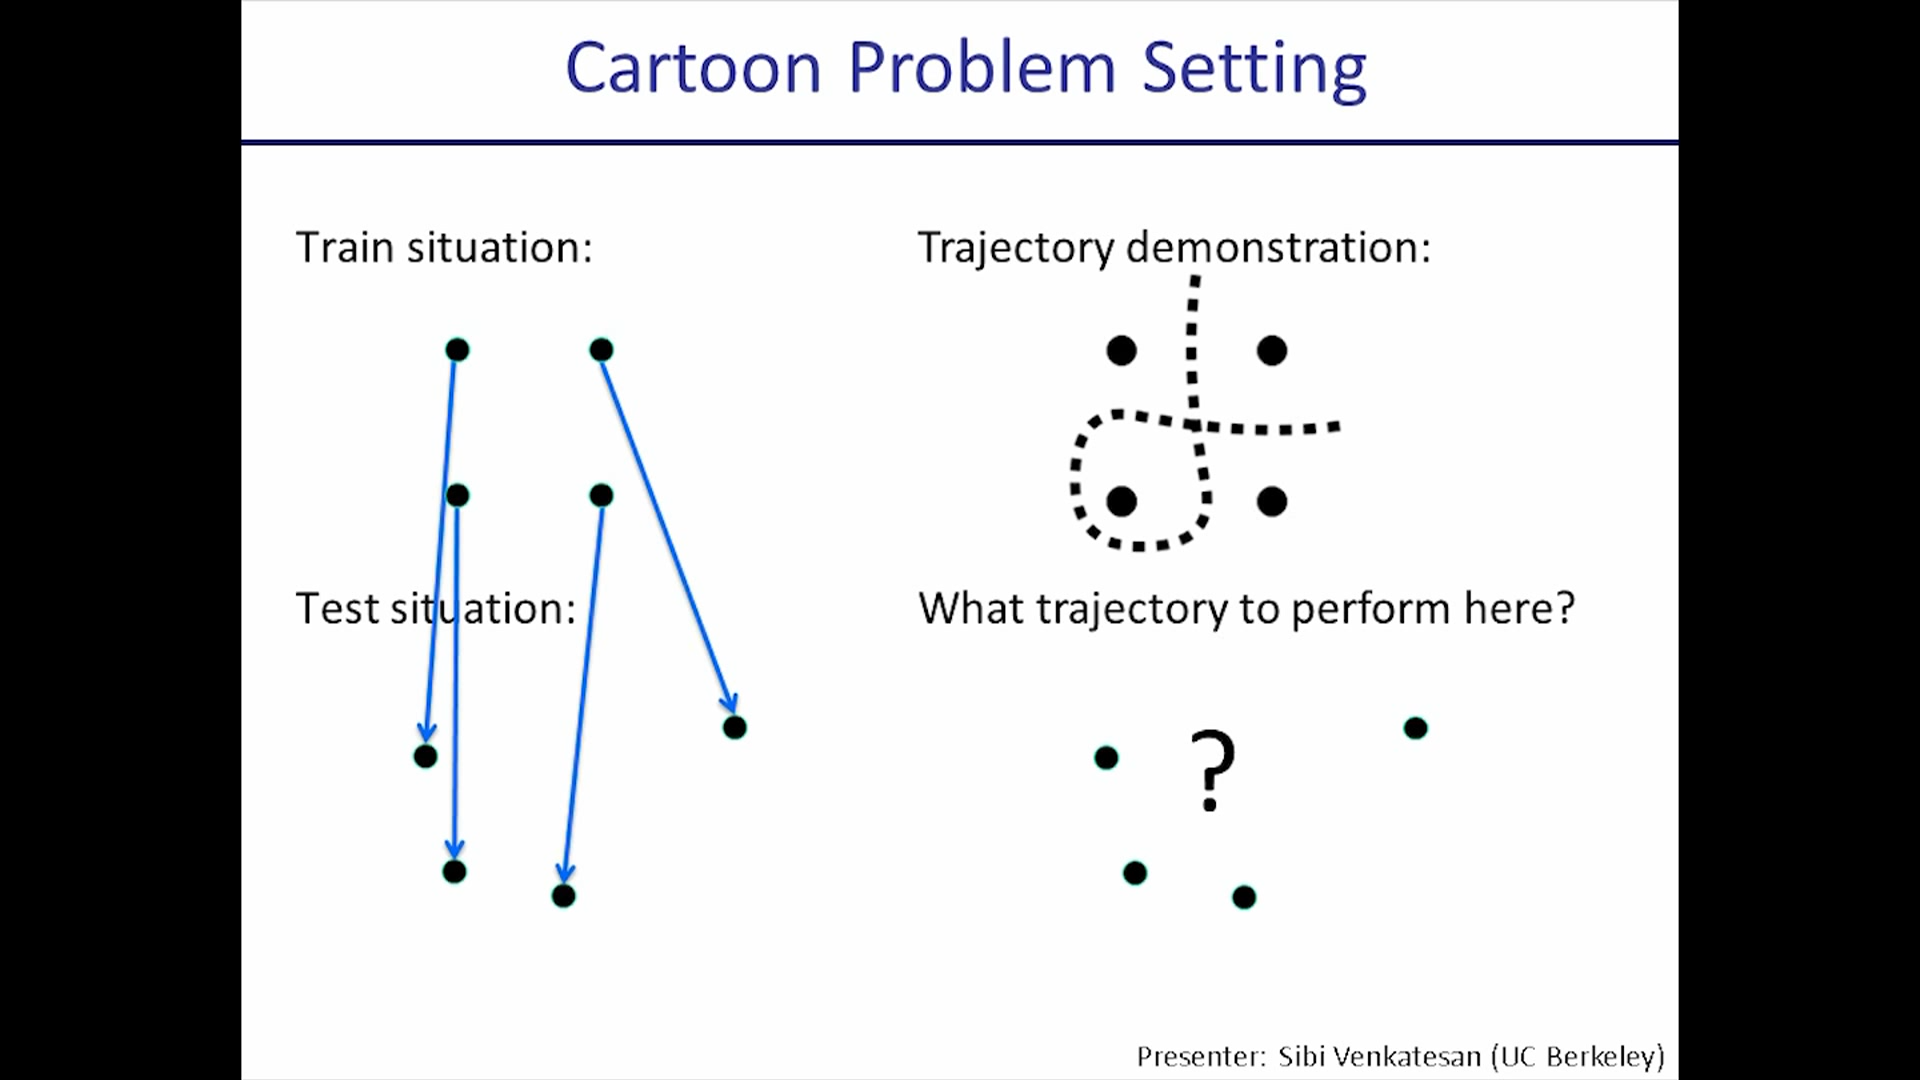 Cartoon Problem Setting
Train situation:
Trajectory demonstration:
Test situation:
What trajectory to perform here?
?
Presenter: Sibi Venkatesan (UC Berkeley)